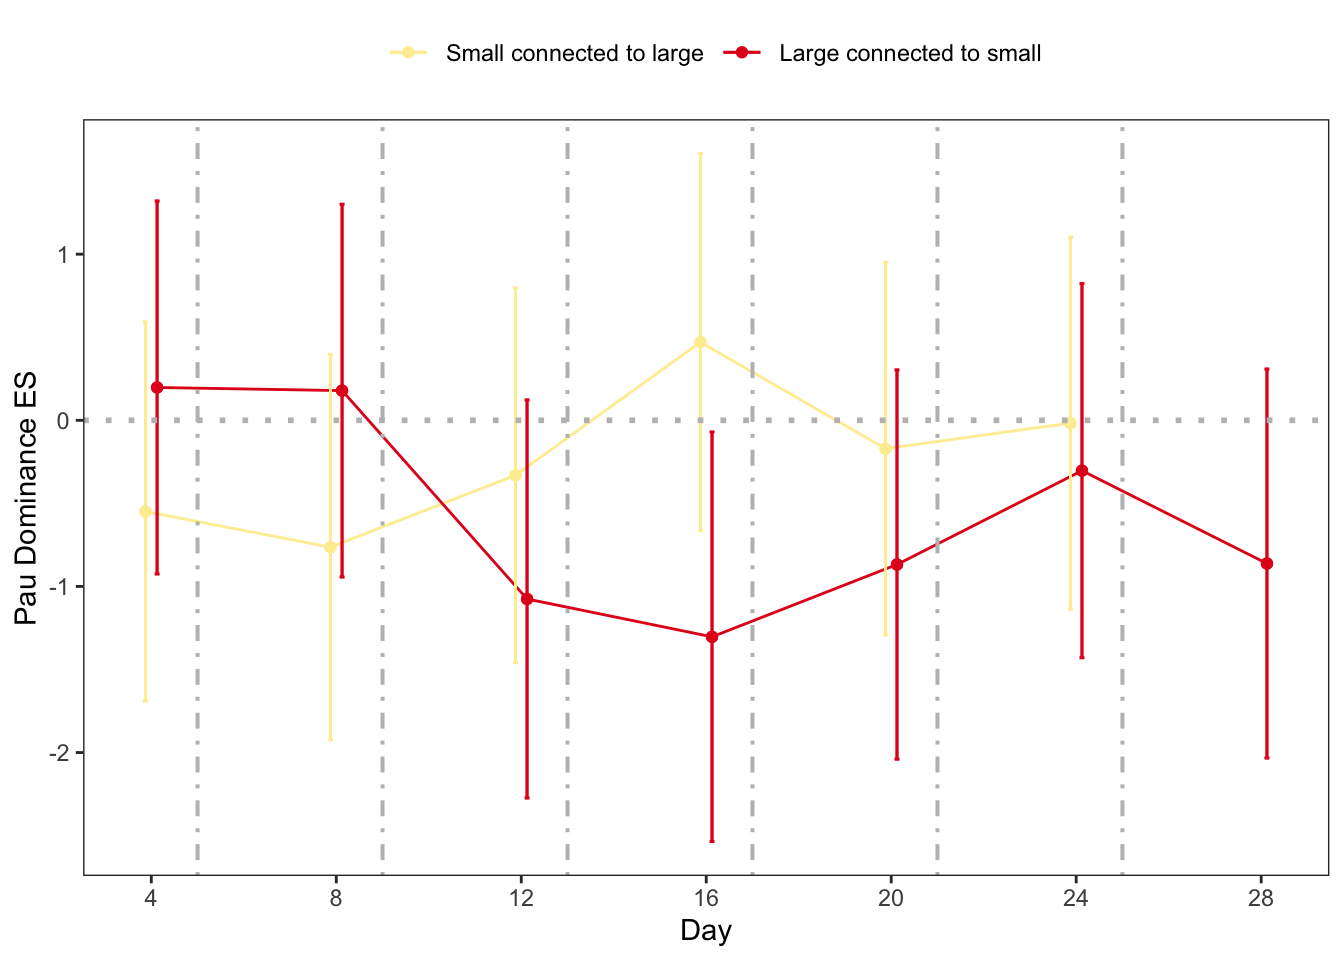 Small connected to large Large connected to small
Pau Dominance ES
1
0
-1
-2
4 8 12 16 20 24 28
Day